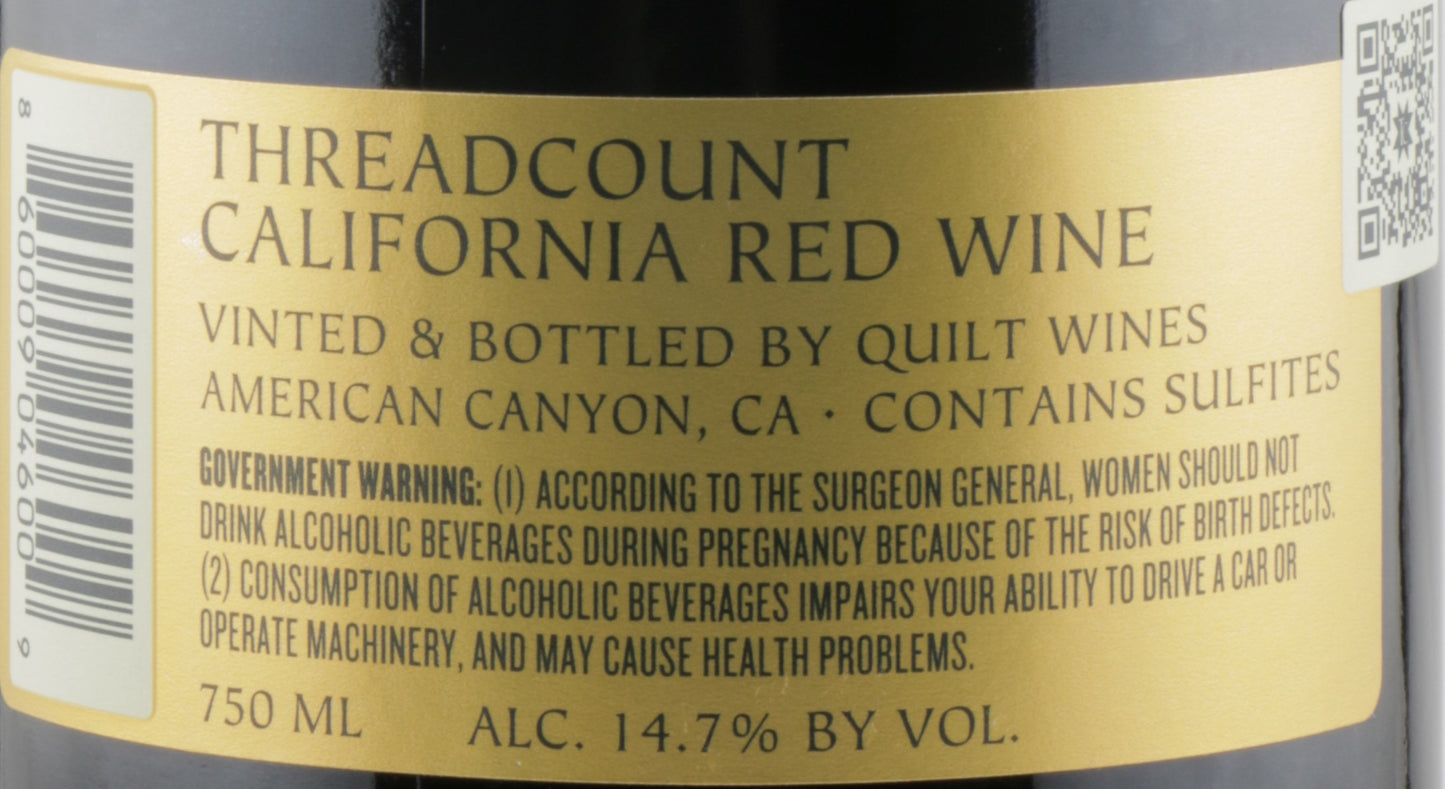 THREADCOUNT
CALIFORNIA RED WINE
VINTED & BOTTLED BY QUILT WINES
AMERICAN CANYON, CA · CONTAINS SULFITES
GOVERNMENT WARNING: (1) ACCORDING TO THE SURGEON GENERAL, WOMEN SHOULD NOT
DRINK ALCOHOLIC BEVERAGES DURING PREGNANCY BECAUSE OF THE RISK OF BIRTH DEFECTS.
(2) CONSUMPTION OF ALCOHOLIC BEVERAGES IMPAIRS YOUR ABILITY TO DRIVE A CAR OR
OPERATE MACHINERY, AND MAY CAUSE HEALTH PROBLEMS.
750 ML ALC. 14.7% BY VOL.
8 60009 04600 9